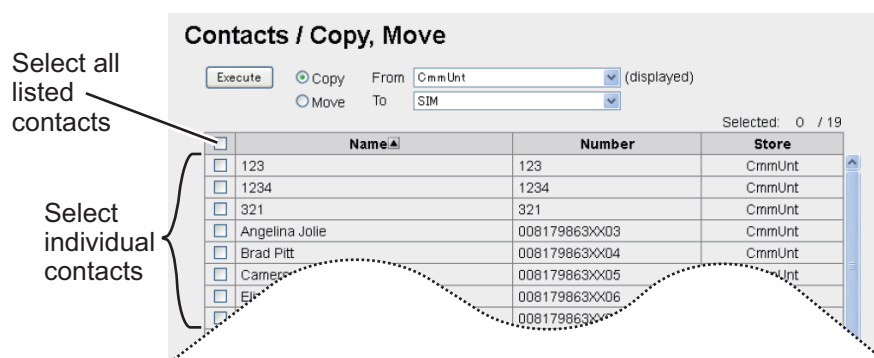 Contacts / Copy, Move
Select all
listed
contacts
Execute Copy From CmmUnt (displayed)
Move To SIM
Selected: 0 / 19
Name Number Store
123 123 CmmUnt
1234 1234 CmmUnt
321 321 CmmUnt
Select
individual
contacts
Angelina Jolie 008179863XX03 CmmUnt
Brad Pitt 008179863XX04 CmmUnt
008179863XX05
008179863XX06